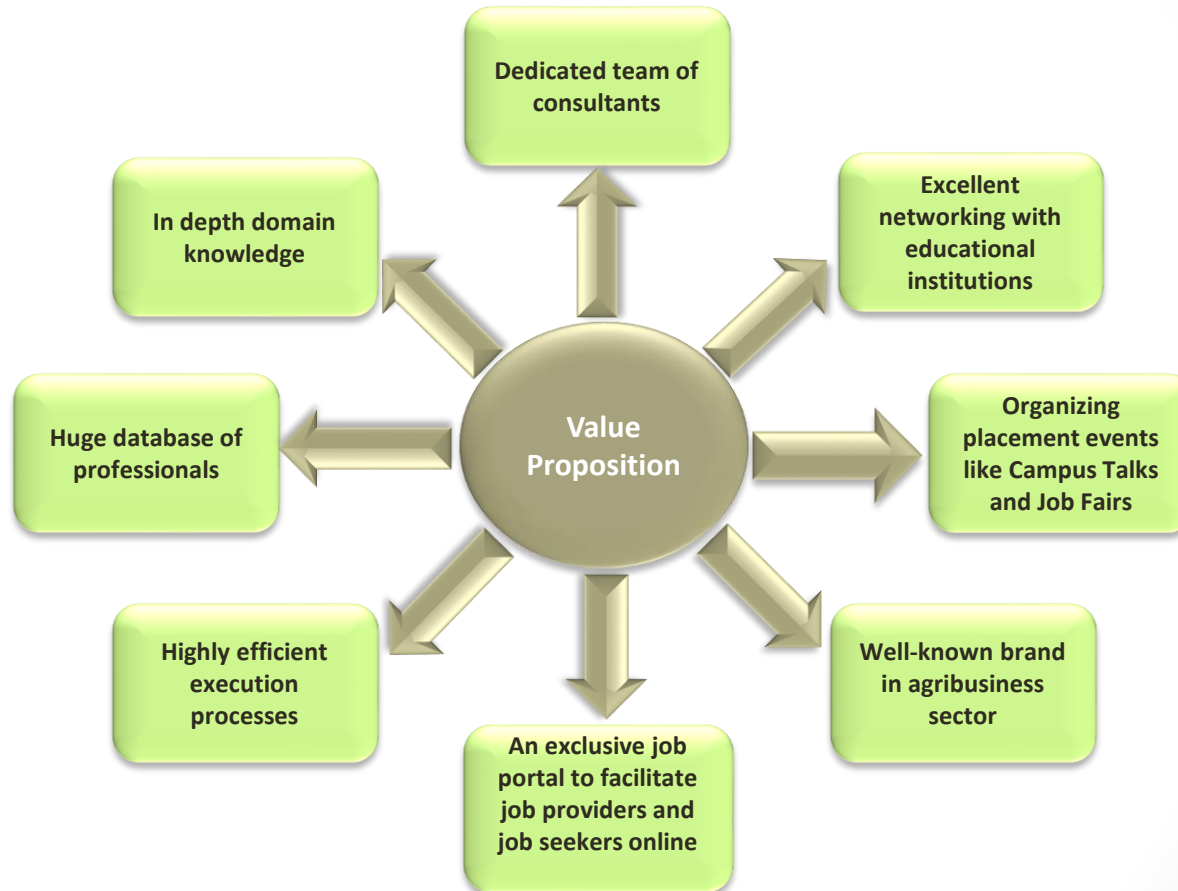 Dedicated team of
consultants
Excellent
networking with
educational
institutions
In depth domain
knowledge
Organizing
placement events
like Campus Talks
and Job Fairs
Huge database of
professionals
Value
Proposition
Well-known brand
in agribusiness
sector
Highly efficient
execution
processes
An exclusive job
portal to facilitate
job providers and
job seekers online